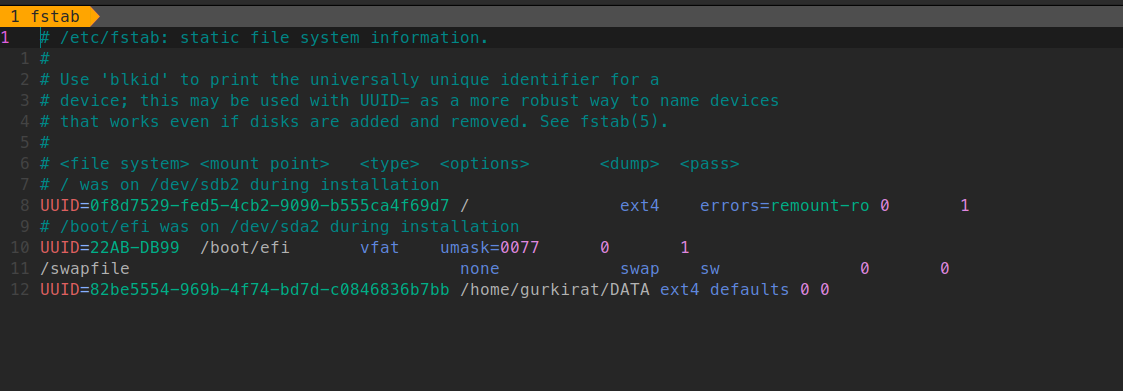 1 fstab
1 # /etc/fstab: static file system information.
1 #
2 # Use 'blkid' to print the universally unique identifier for a
3 # device; this may be used with UUID= as a more robust way to name devices
4 # that works even if disks are added and removed. See fstab(5).
5 #
6 # <file system> <mount point>   <type>  <options>       <dump>  <pass>
7 # / was on /dev/sdb2 during installation
8 UUID=0f8d7529-fed5-4cb2-9090-b555ca4f69d7 /               ext4    errors=remount-ro 0       1
9 # /boot/efi was on /dev/sda2 during installation
10 UUID=22AB-DB99  /boot/efi       vfat    umask=0077      0       1
11 /swapfile                                 none            swap    sw              0       0
12 UUID=82be5554-969b-4f74-bd7d-c0846836b7bb /home/gurkirat/DATA ext4 defaults 0 0